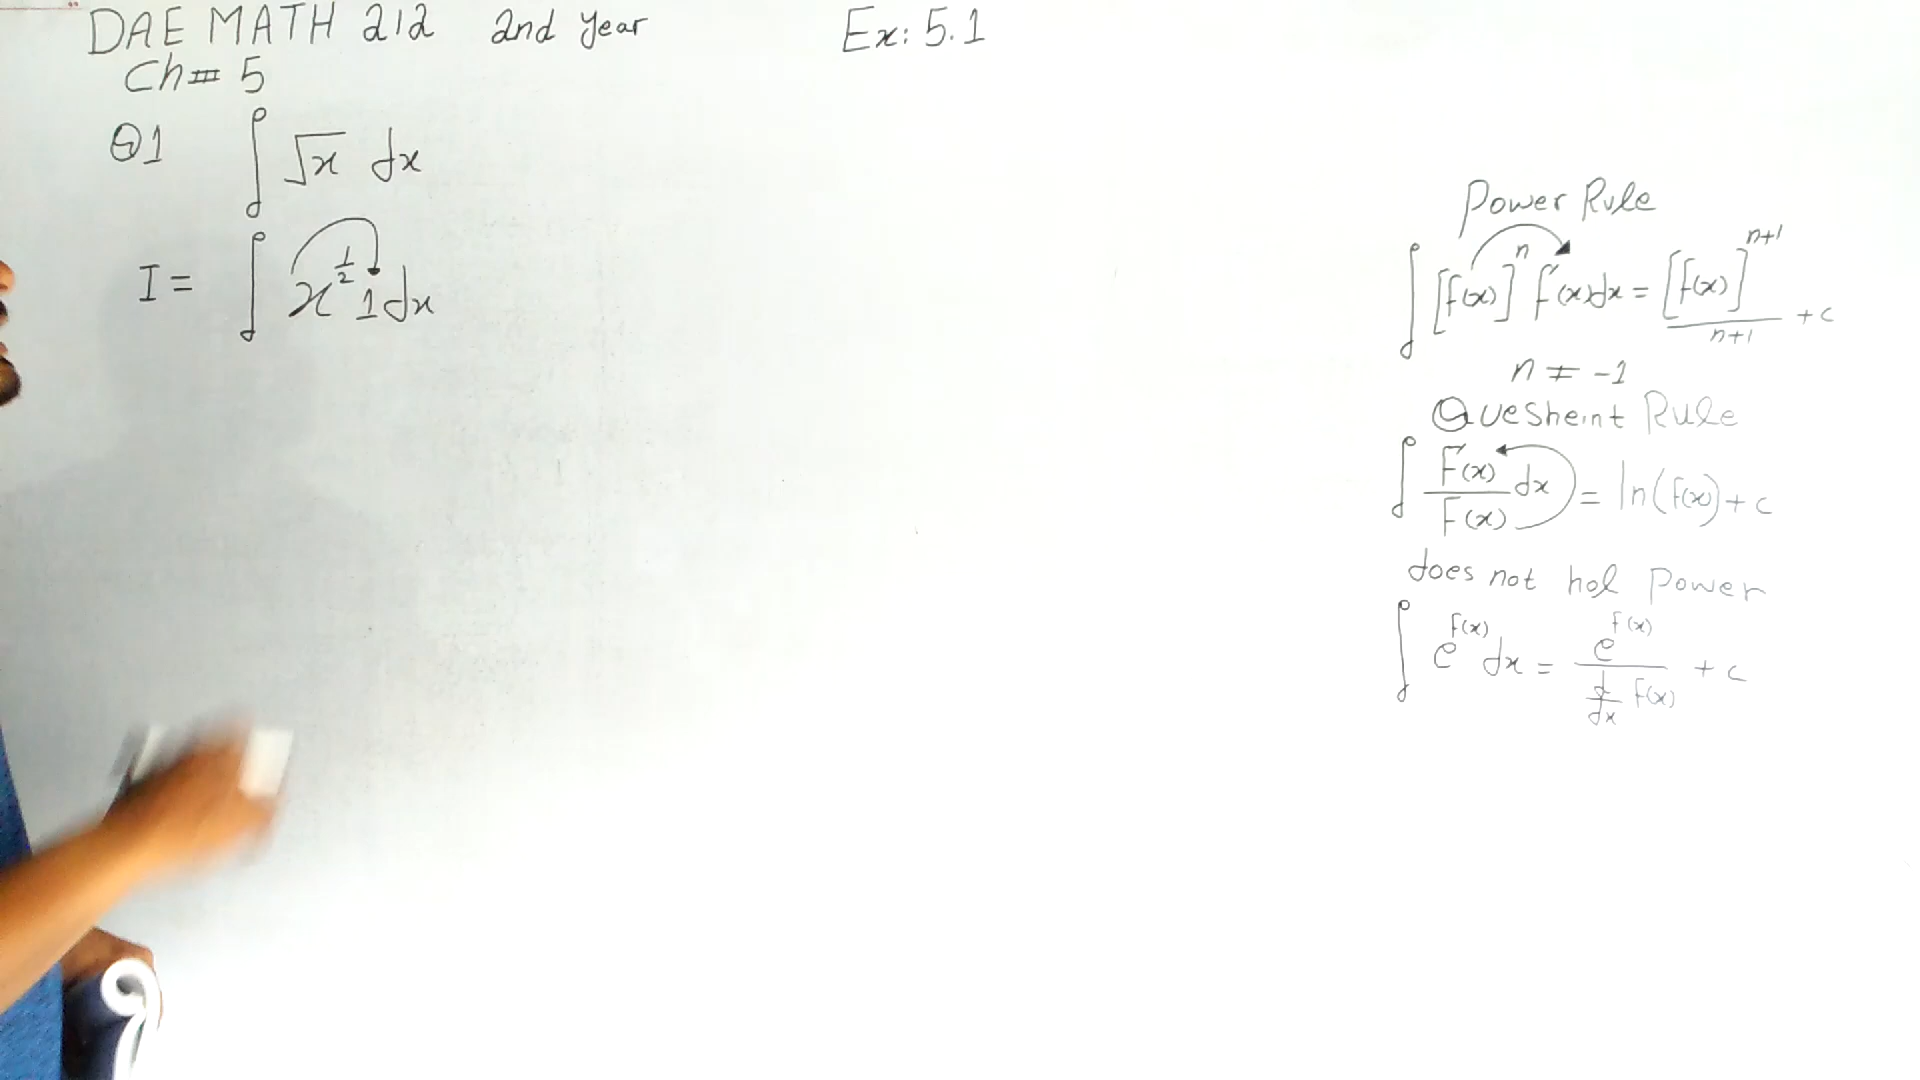 DAE MATH 212 2nd Year Ex: 5.1
Ch# 5
Q1 ∫ √x dx
I = ∫ x^{1/2} 1 dx
Power Rule
∫ [f(x)]^n f'(x) dx = [f(x)]^{n+1} / n+1 + c
n ≠ -1
Quesheint Rule
∫ F'(x) / F(x) dx = ln(f(x)) + c
does not hol Power
∫ e^{f(x)} dx = e^{f(x)} / (d/dx F(x)) + c